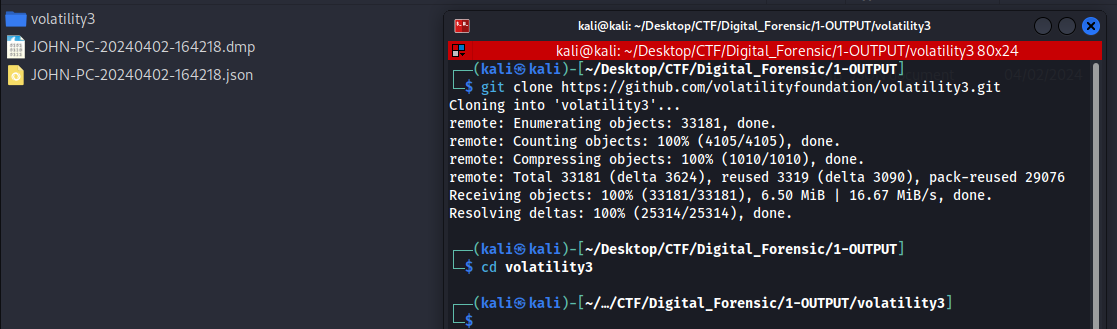 volatility3
JOHN-PC-20240402-164218.dmp
JOHN-PC-20240402-164218.json
kali@kali: ~/Desktop/CTF/Digital_Forensic/1-OUTPUT/volatility3
kali@kali: ~/Desktop/CTF/Digital_Forensic/1-OUTPUT/volatility3 80x24
┌──(kali㉿kali)-[~/Desktop/CTF/Digital_Forensic/1-OUTPUT]
└─$ git clone https://github.com/volatilityfoundation/volatility3.git
Cloning into 'volatility3'...
remote: Enumerating objects: 33181, done.
remote: Counting objects: 100% (4105/4105), done.
remote: Compressing objects: 100% (1010/1010), done.
remote: Total 33181 (delta 3624), reused 3319 (delta 3090), pack-reused 29076
Receiving objects: 100% (33181/33181), 6.50 MiB | 16.67 MiB/s, done.
Resolving deltas: 100% (25314/25314), done.
┌──(kali㉿kali)-[~/Desktop/CTF/Digital_Forensic/1-OUTPUT]
└─$ cd volatility3
┌──(kali㉿kali)-[~/…/CTF/Digital_Forensic/1-OUTPUT/volatility3]
└─$
04/02/2024